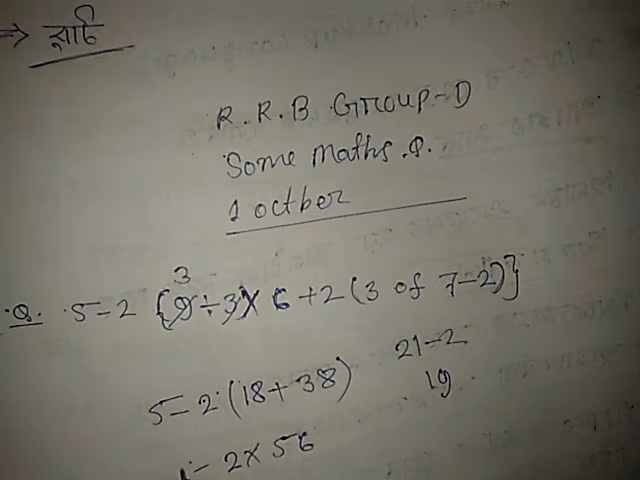 ⇒
R.R.B Group-D
Some maths.Q.
1 octber
Q. 5-2 {9÷3)× 6 +2 (3 of 7-2)}
3
21-2
19
5-2 (18+38)
- 2×56